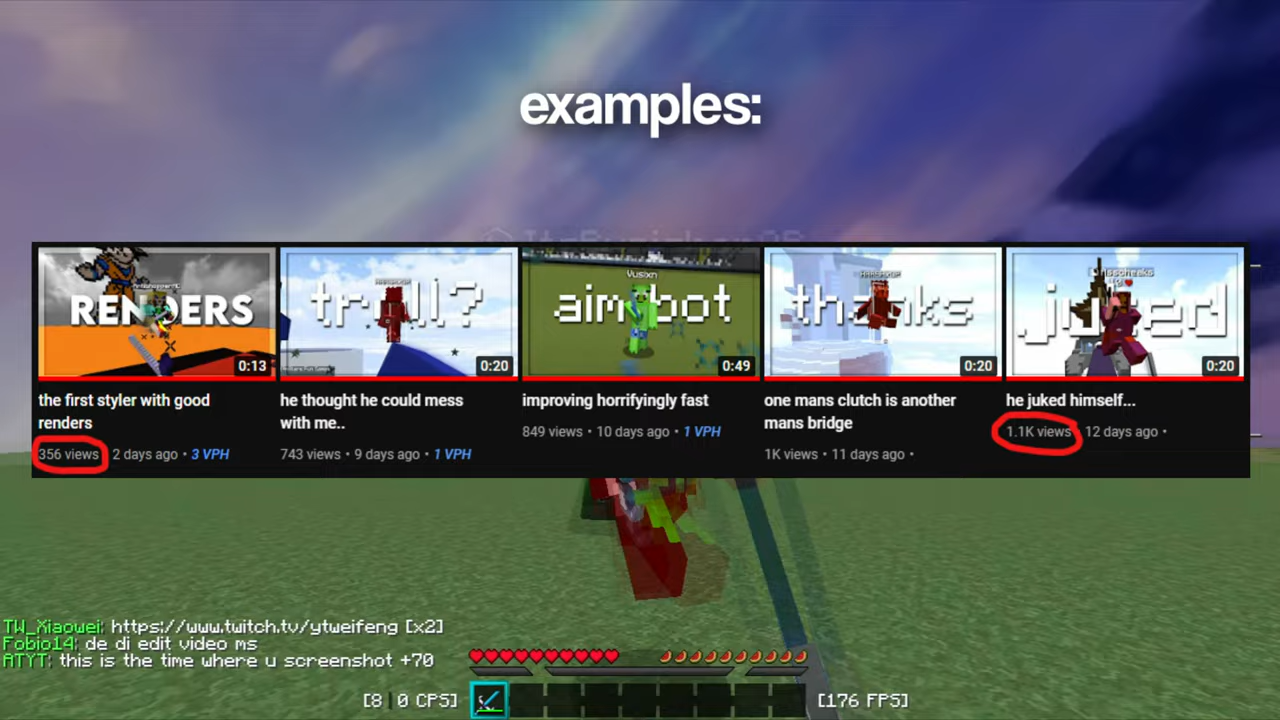 examples:
RENDERS
0:13
troll?
0:20
aimbot
Vusixn
0:49
thanks
0:20
juked
0:20
the first styler with good
renders
356 views • 2 days ago • 3 VPH
he thought he could mess
with me..
743 views • 9 days ago • 1 VPH
improving horrifyingly fast
849 views • 10 days ago • 1 VPH
one mans clutch is another
mans bridge
1K views • 11 days ago •
he juked himself...
1.1K views • 12 days ago •
TW_Xiaowei: https://www.twitch.tv/ytweifeng [x2]
Fobio14: de di edit video ms
ATYT: this is the time where u screenshot +70
[8 | 0 CPS]
[176 FPS]